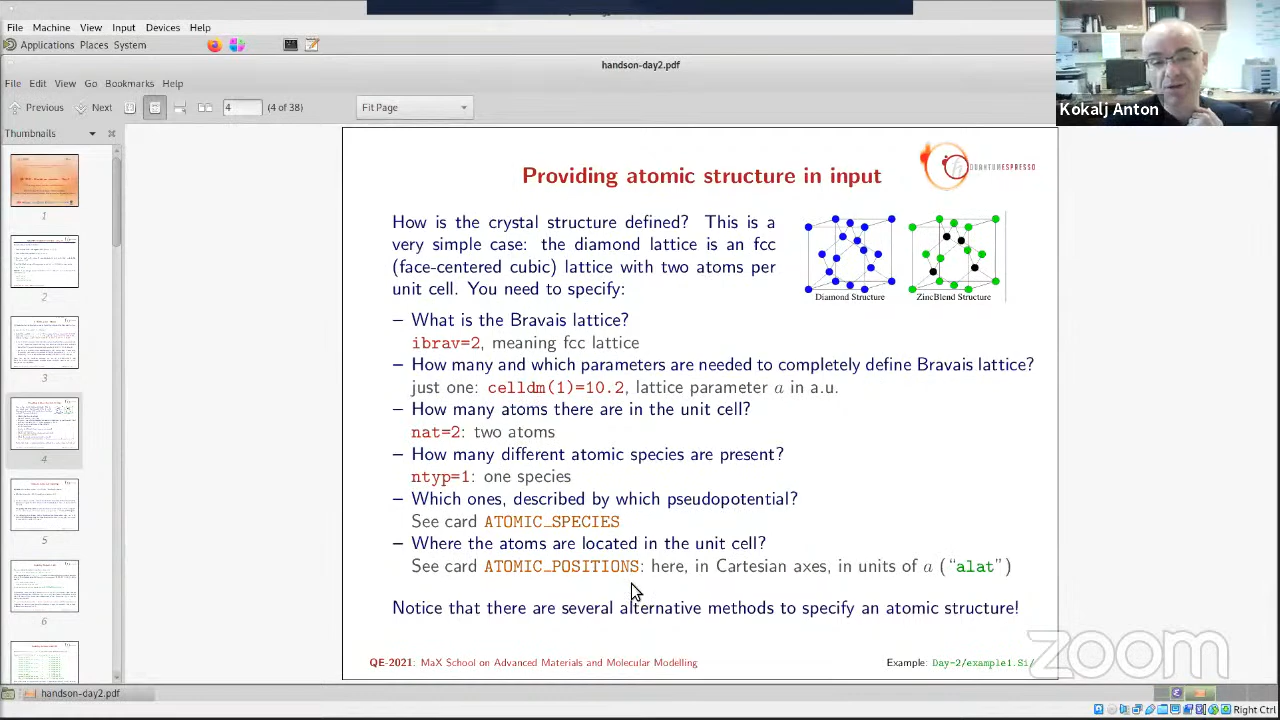 File Machine View Input Devices Help
Applications Places System
handson-day2.pdf
File Edit View Go Bookmarks Help
Previous Next 4 (4 of 38) Fit Page
Thumbnails
1
2
3
4
5
6
Kokalj Anton
Providing atomic structure in input
QUANTUMESPRESSO
How is the crystal structure defined? This is a
very simple case: the diamond lattice is an fcc
(face-centered cubic) lattice with two atoms per
unit cell. You need to specify:
Diamond Structure ZincBlend Structure
– What is the Bravais lattice?
ibrav=2, meaning fcc lattice
– How many and which parameters are needed to completely define Bravais lattice?
just one: celldm(1)=10.2, lattice parameter a in a.u.
– How many atoms there are in the unit cell?
nat=2: two atoms
– How many different atomic species are present?
ntyp=1: one species
– Which ones, described by which pseudopotential?
See card ATOMIC_SPECIES
– Where the atoms are located in the unit cell?
See card ATOMIC_POSITIONS: here, in Cartesian axes, in units of a (“alat”)
Notice that there are several alternative methods to specify an atomic structure!
QE-2021 Materials and Molecular Modelling
Example: Day-2/example1.Si/
zoom
handson-day2.pdf
Right Ctrl